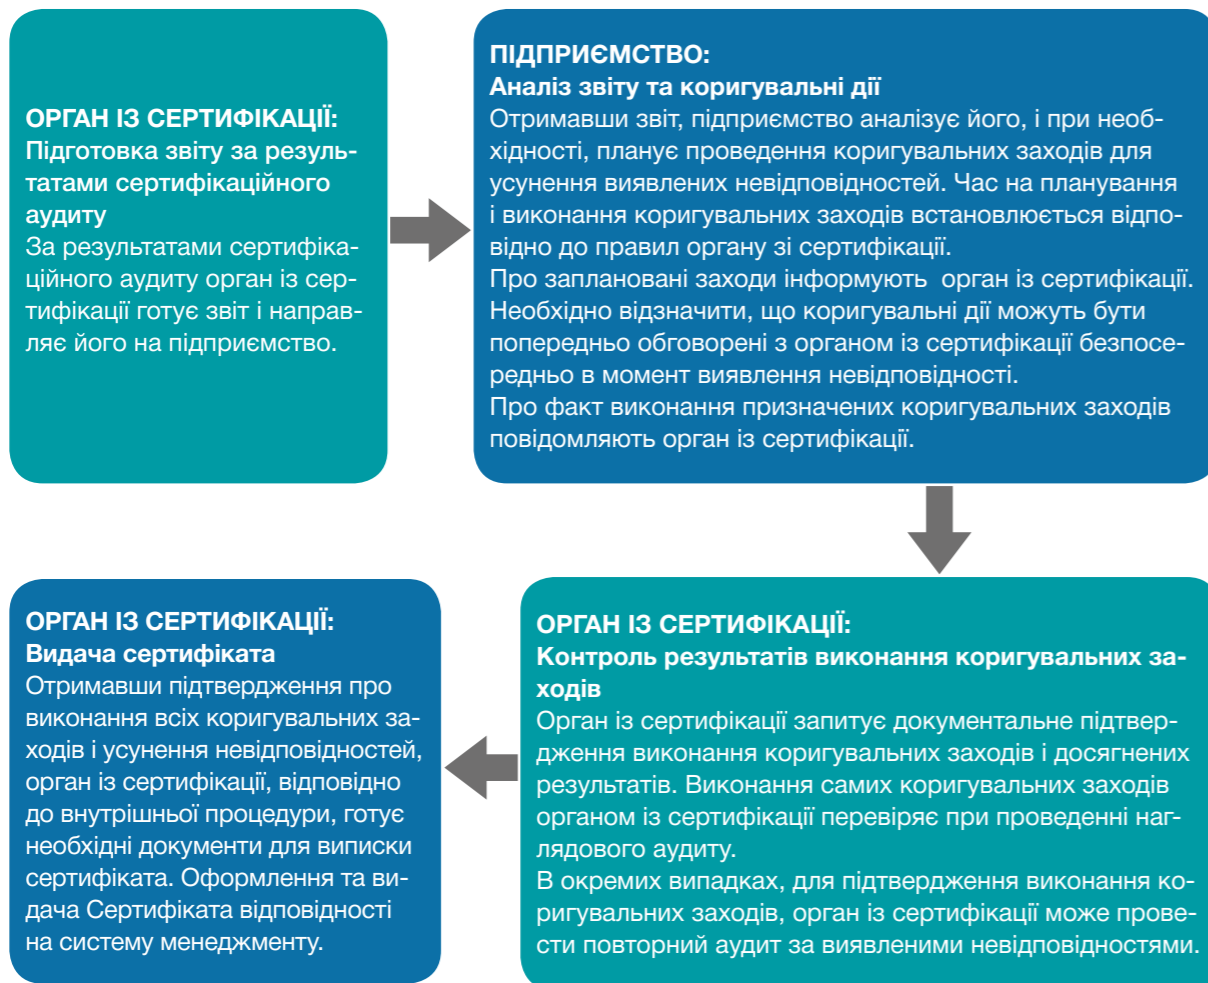 ОРГАН ІЗ СЕРТИФІКАЦІЇ:
Підготовка звіту за резуль-
татами сертифікаційного
аудиту
За результатами сертифіка-
ційного аудиту орган із сер-
тифікації готує звіт і направ-
ляє його на підприємство.
ПІДПРИЄМСТВО:
Аналіз звіту та коригувальні дії
Отримавши звіт, підприємство аналізує його, і при необ-
хідності, планує проведення коригувальних заходів для
усунення виявлених невідповідностей. Час на планування
і виконання коригувальних заходів встановлюється відпо-
відно до правил органу зі сертифікації.
Про заплановані заходи інформують орган із сертифікації.
Необхідно відзначити, що коригувальні дії можуть бути
попередньо обговорені з органом із сертифікації безпосе-
редньо в момент виявлення невідповідності.
Про факт виконання призначених коригувальних заходів
повідомляють орган із сертифікації.
ОРГАН ІЗ СЕРТИФІКАЦІЇ:
Контроль результатів виконання коригувальних за-
ходів
Орган із сертифікації запитує документальне підтвер-
дження виконання коригувальних заходів і досягнених
результатів. Виконання самих коригувальних заходів
органом із сертифікації перевіряє при проведенні наг-
лядового аудиту.
В окремих випадках, для підтвердження виконання ко-
ригувальних заходів, орган із сертифікації може прове-
сти повторний аудит за виявленими невідповідностями.
ОРГАН ІЗ СЕРТИФІКАЦІЇ:
Видача сертифіката
Отримавши підтвердження про
виконання всіх коригувальних за-
ходів і усунення невідповідностей,
орган із сертифікації, відповідно
до внутрішньої процедури, готує
необхідні документи для виписки
сертифіката. Оформлення та ви-
дача Сертифіката відповідності
на систему менеджменту.